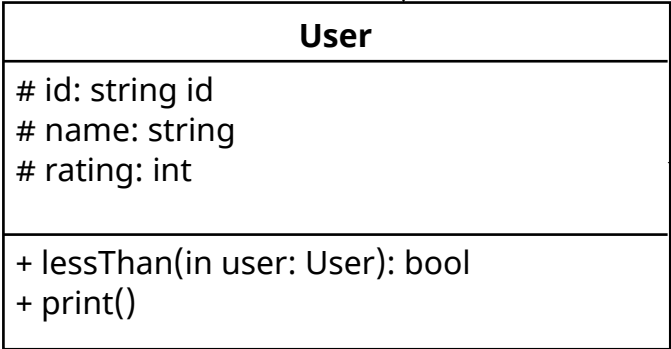 User
# id: string id
# name: string
# rating: int
+ lessThan(in user: User): bool
+ print()